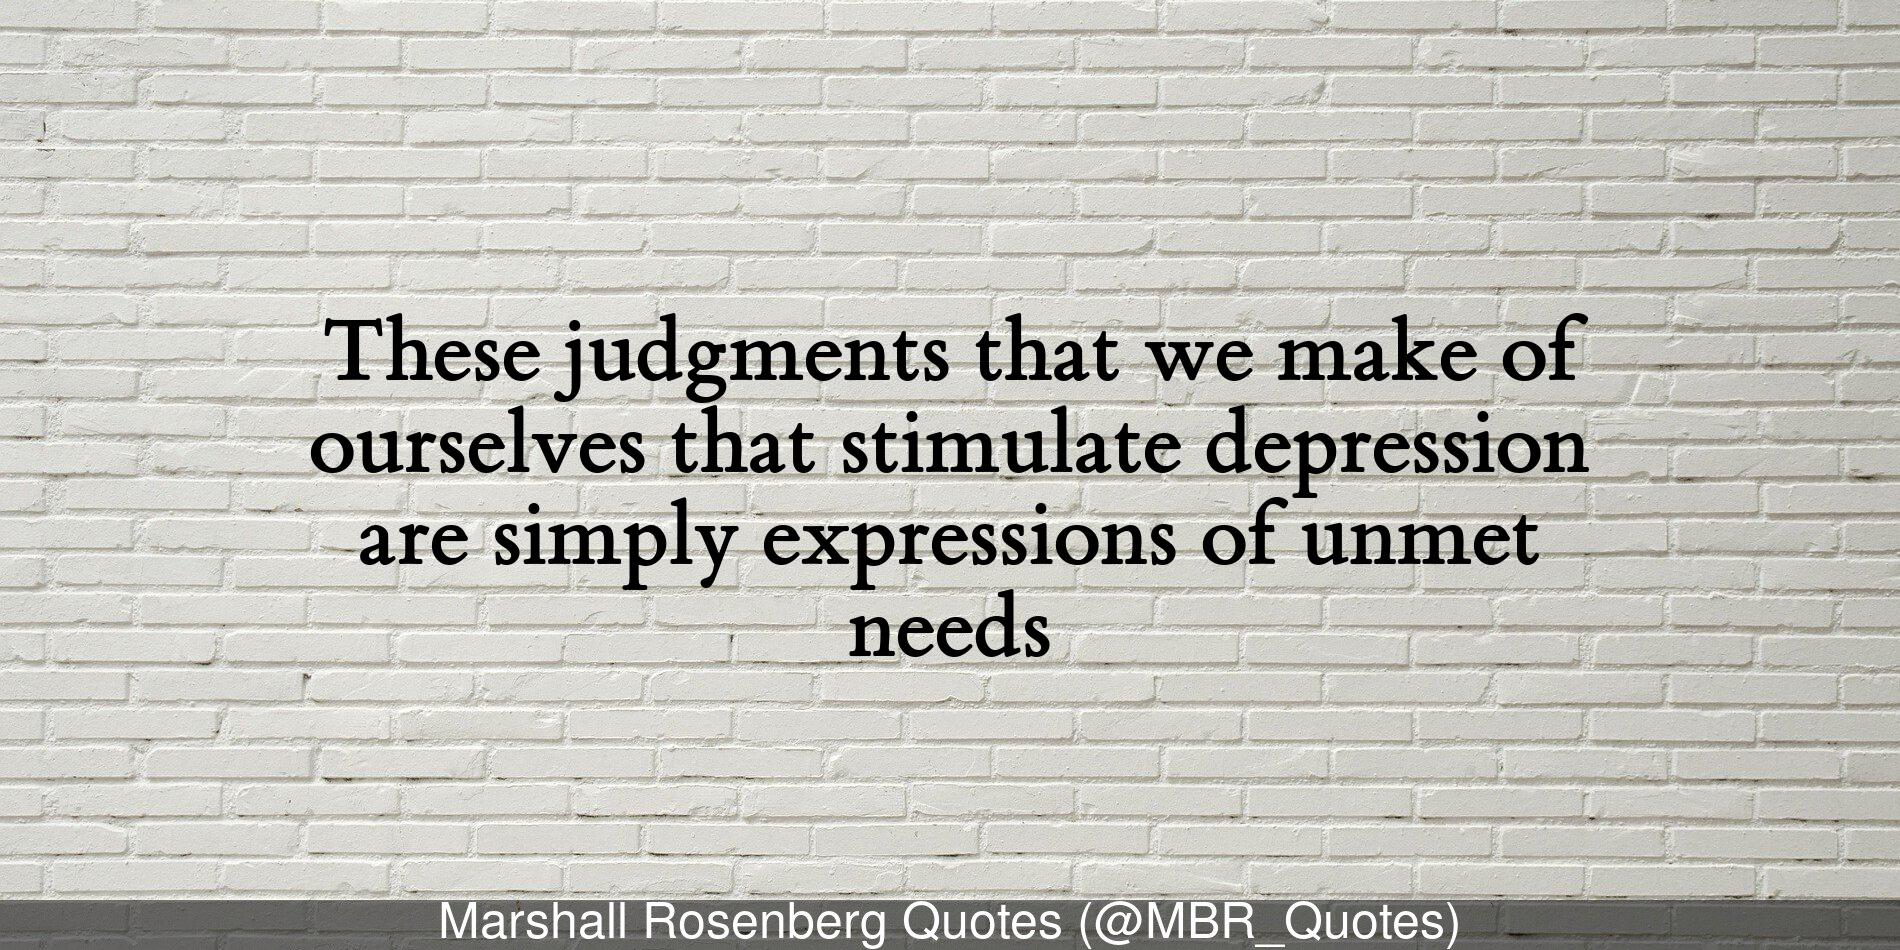 These judgments that we make of
ourselves that stimulate depression
are simply expressions of unmet
needs
Marshall Rosenberg Quotes (@MBR_Quotes)